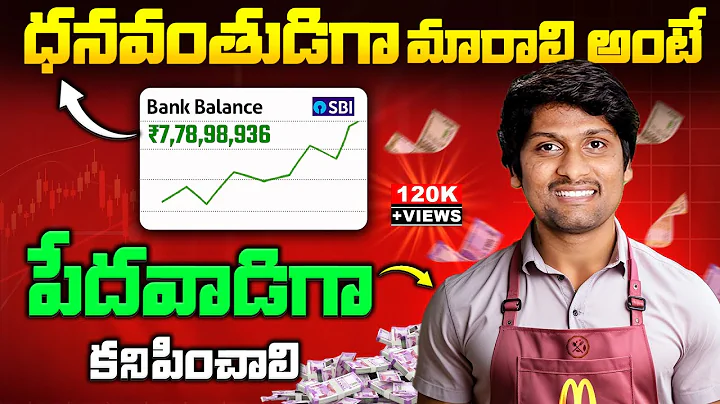 ధనవంతుడిగా మారాలి అంటే
Bank Balance
SBI
₹7,78,98,936
120K
+VIEWS
పేదవాడిగా
కనిపించాలి
M